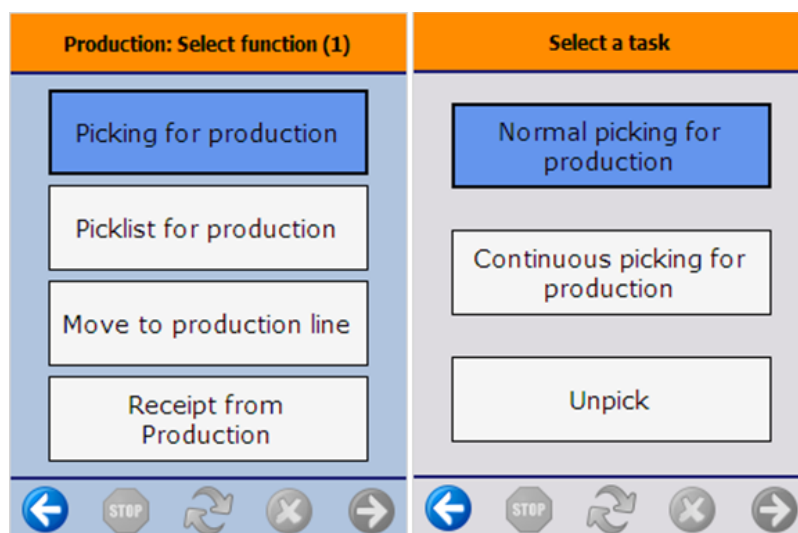 Production: Select function (1)
Picking for production
Picklist for production
Move to production line
Receipt from
Production
STOP
Select a task
Normal picking for
production
Continuous picking for
production
Unpick
STOP